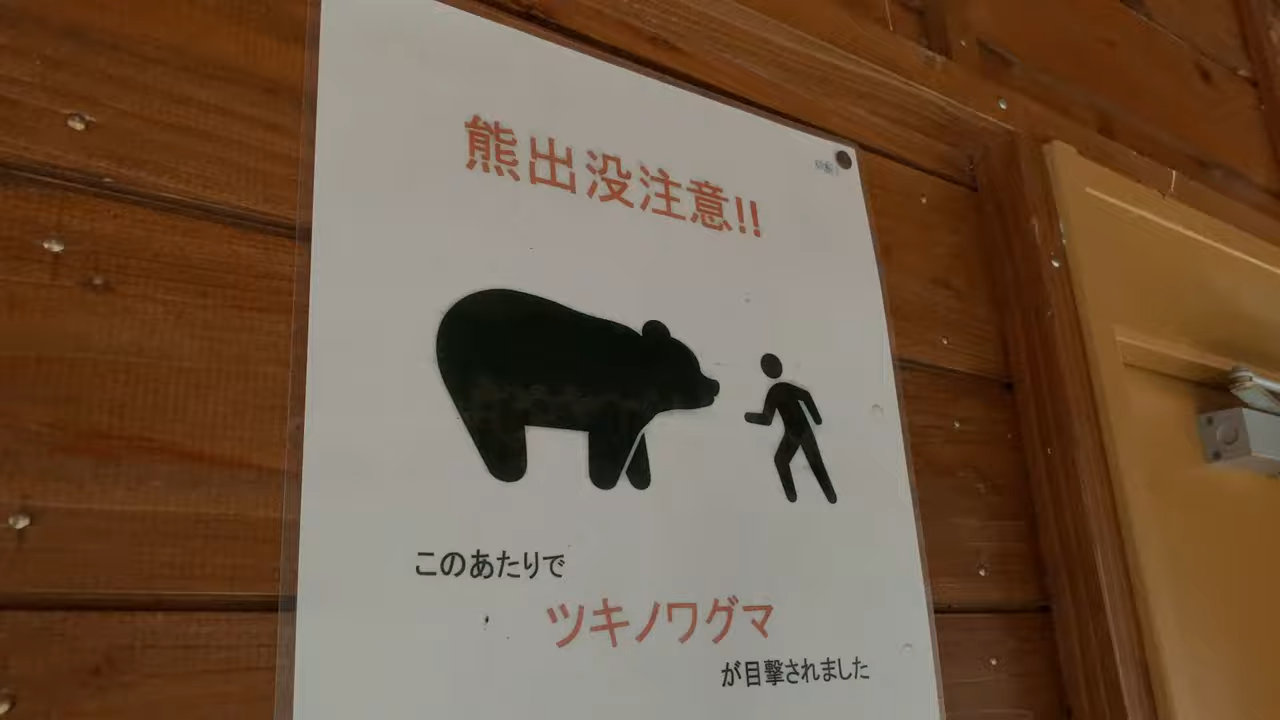 熊出没注意!!
このあたりで
ツキノワグマ
が目撃されました